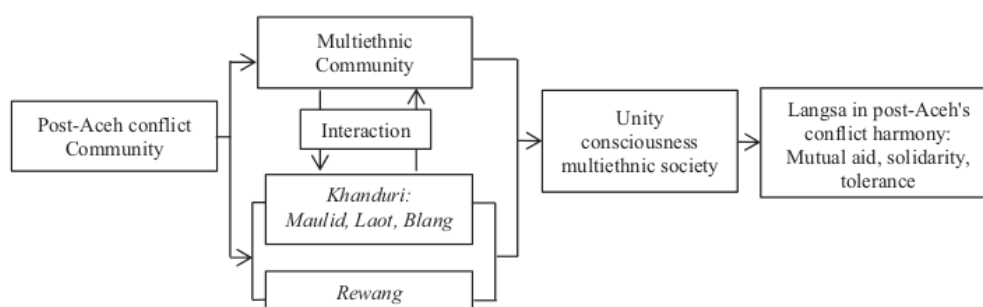 Post-Aceh conflict
Community
Multiethnic
Community
Interaction
Khanduri:
Maulid, Laot, Blang
Rewang
Unity
consciousness
multiethnic society
Langsa in post-Aceh's
conflict harmony:
Mutual aid, solidarity,
tolerance